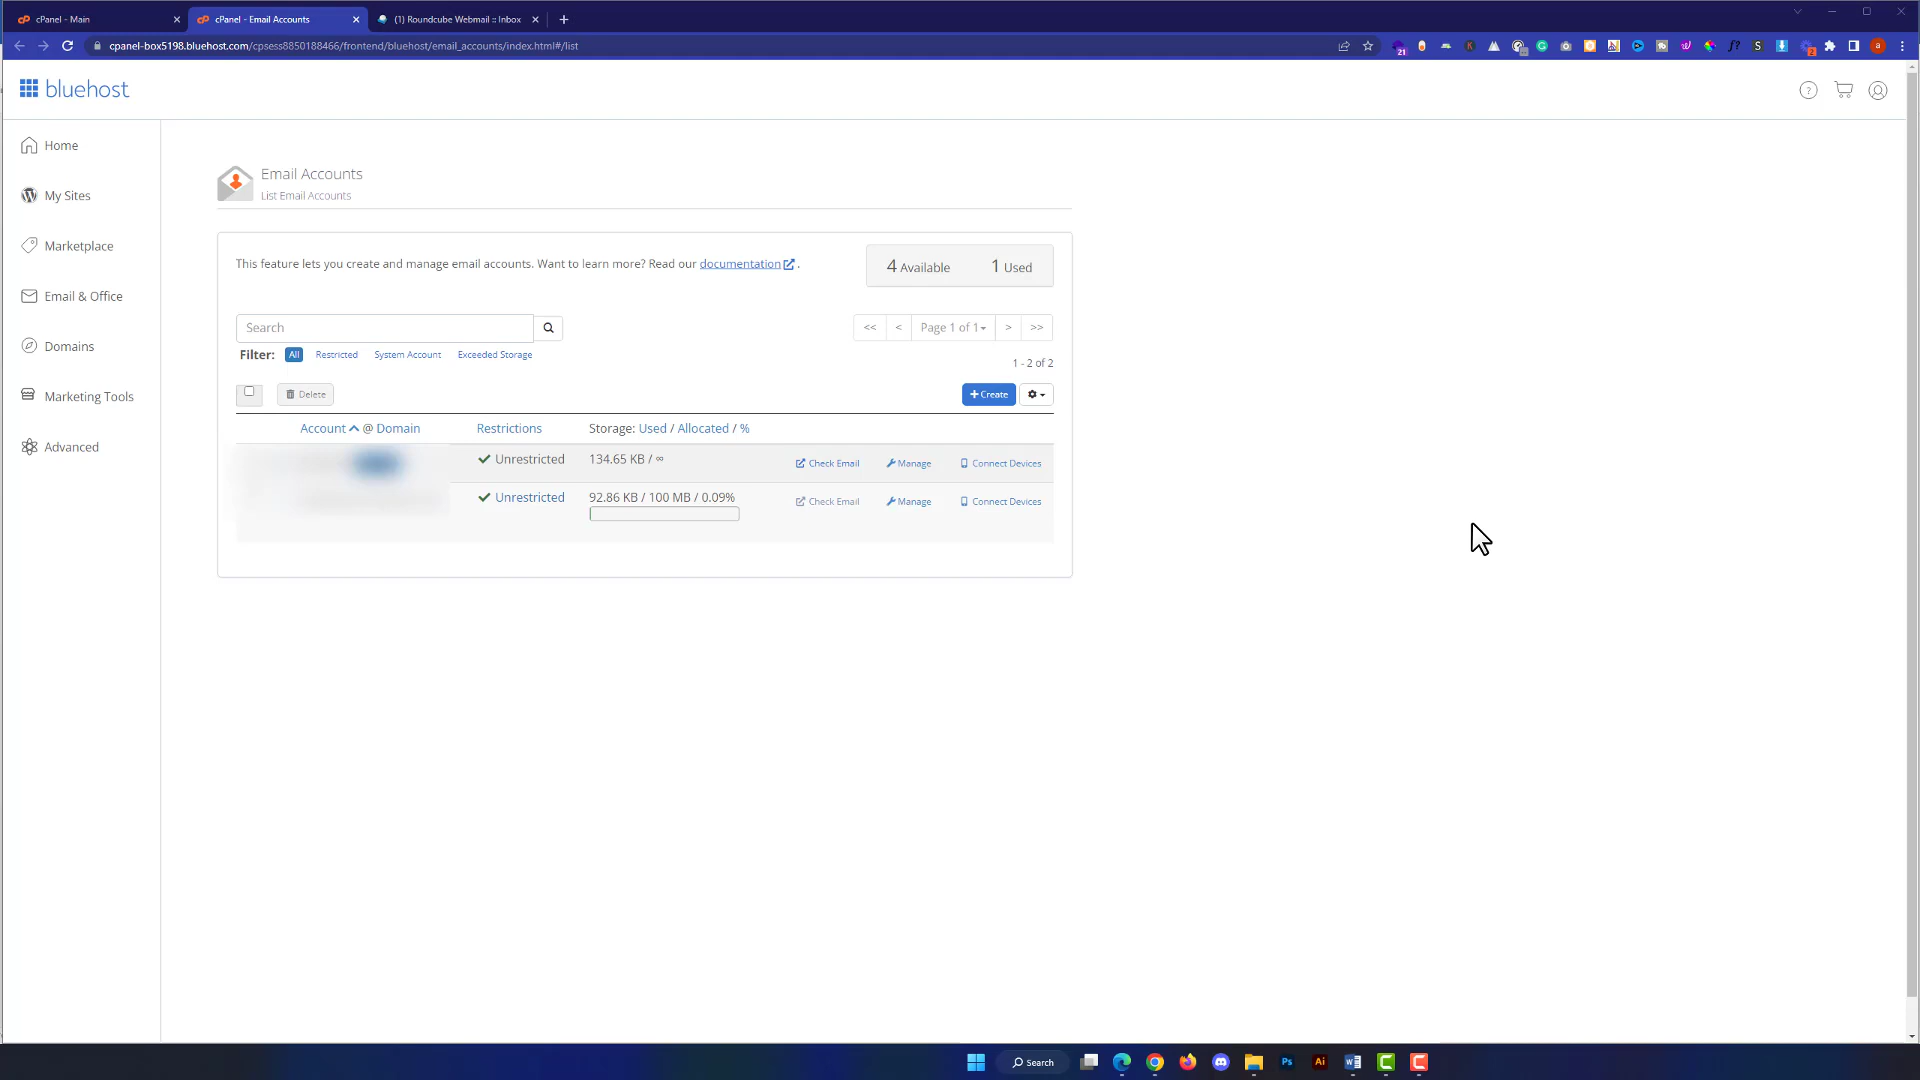 cPanel - Main
cPanel - Email Accounts
(1) Roundcube Webmail :: Inbox
cpanel-box5198.bluehost.com/cpsess8850188466/frontend/bluehost/email_accounts/index.html#/list
21
2
a
bluehost
Home
My Sites
Marketplace
Email & Office
Domains
Marketing Tools
Advanced
Email Accounts
List Email Accounts
This feature lets you create and manage email accounts. Want to learn more? Read our documentation .
4 Available 1 Used
Search
<< < Page 1 of 1 > >>
Filter: All Restricted System Account Exceeded Storage
1 - 2 of 2
Delete
+ Create
Account @ Domain Restrictions Storage: Used / Allocated / %
Unrestricted 134.65 KB / ∞ Check Email Manage Connect Devices
Unrestricted 92.86 KB / 100 MB / 0.09% Check Email Manage Connect Devices
Search
Ps
Ai